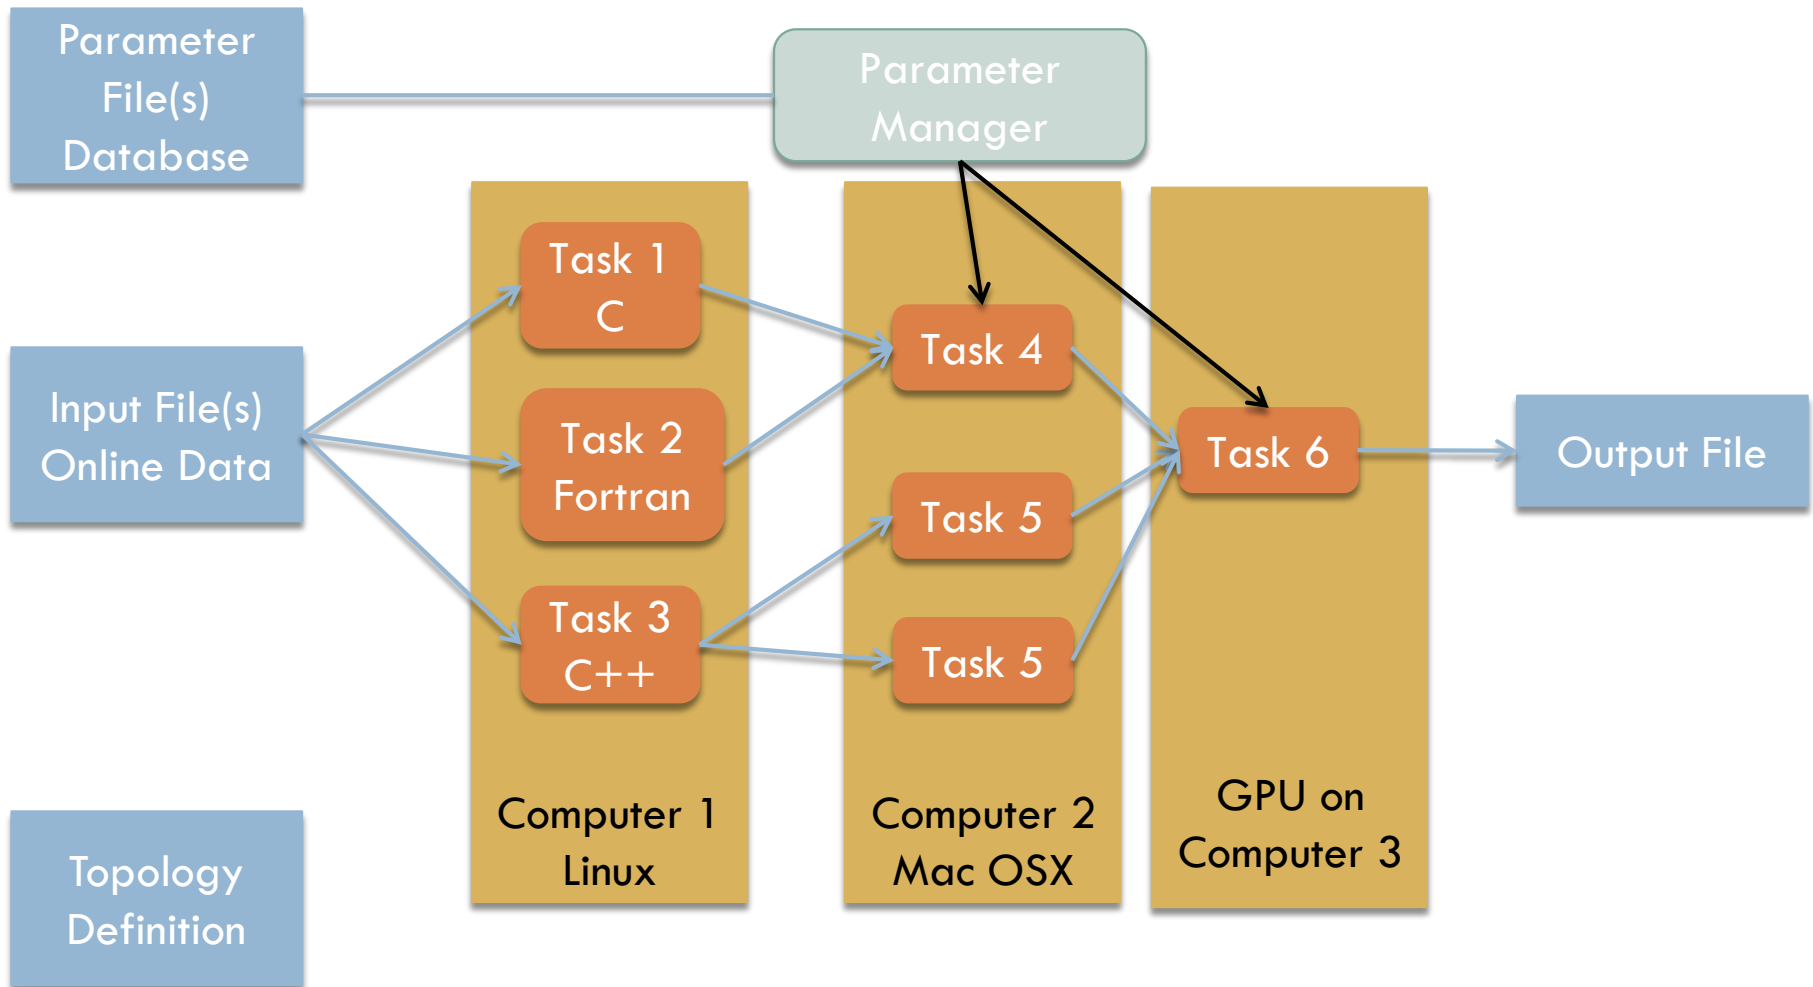 Parameter
File(s)
Database
Parameter
Manager
Input File(s)
Online Data
Topology
Definition
Task 1
C
Task 2
Fortran
Task 3
C++
Computer 1
Linux
Task 4
Task 5
Task 5
Computer 2
Mac OSX
Task 6
GPU on
Computer 3
Output File